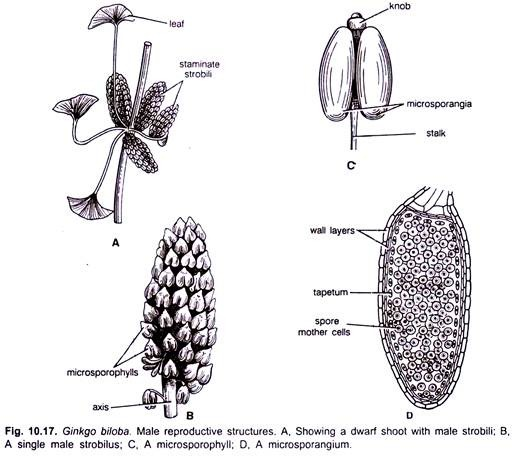 leaf
staminate
strobili
A
knob
microsporangia
stalk
C
microsporophylls
axis
B
wall layers
tapetum
spore
mother cells
D
Fig. 10.17. Ginkgo biloba. Male reproductive structures. A, Showing a dwarf shoot with male strobili; B,
A single male strobilus; C, A microsporophyll; D, A microsporangium.